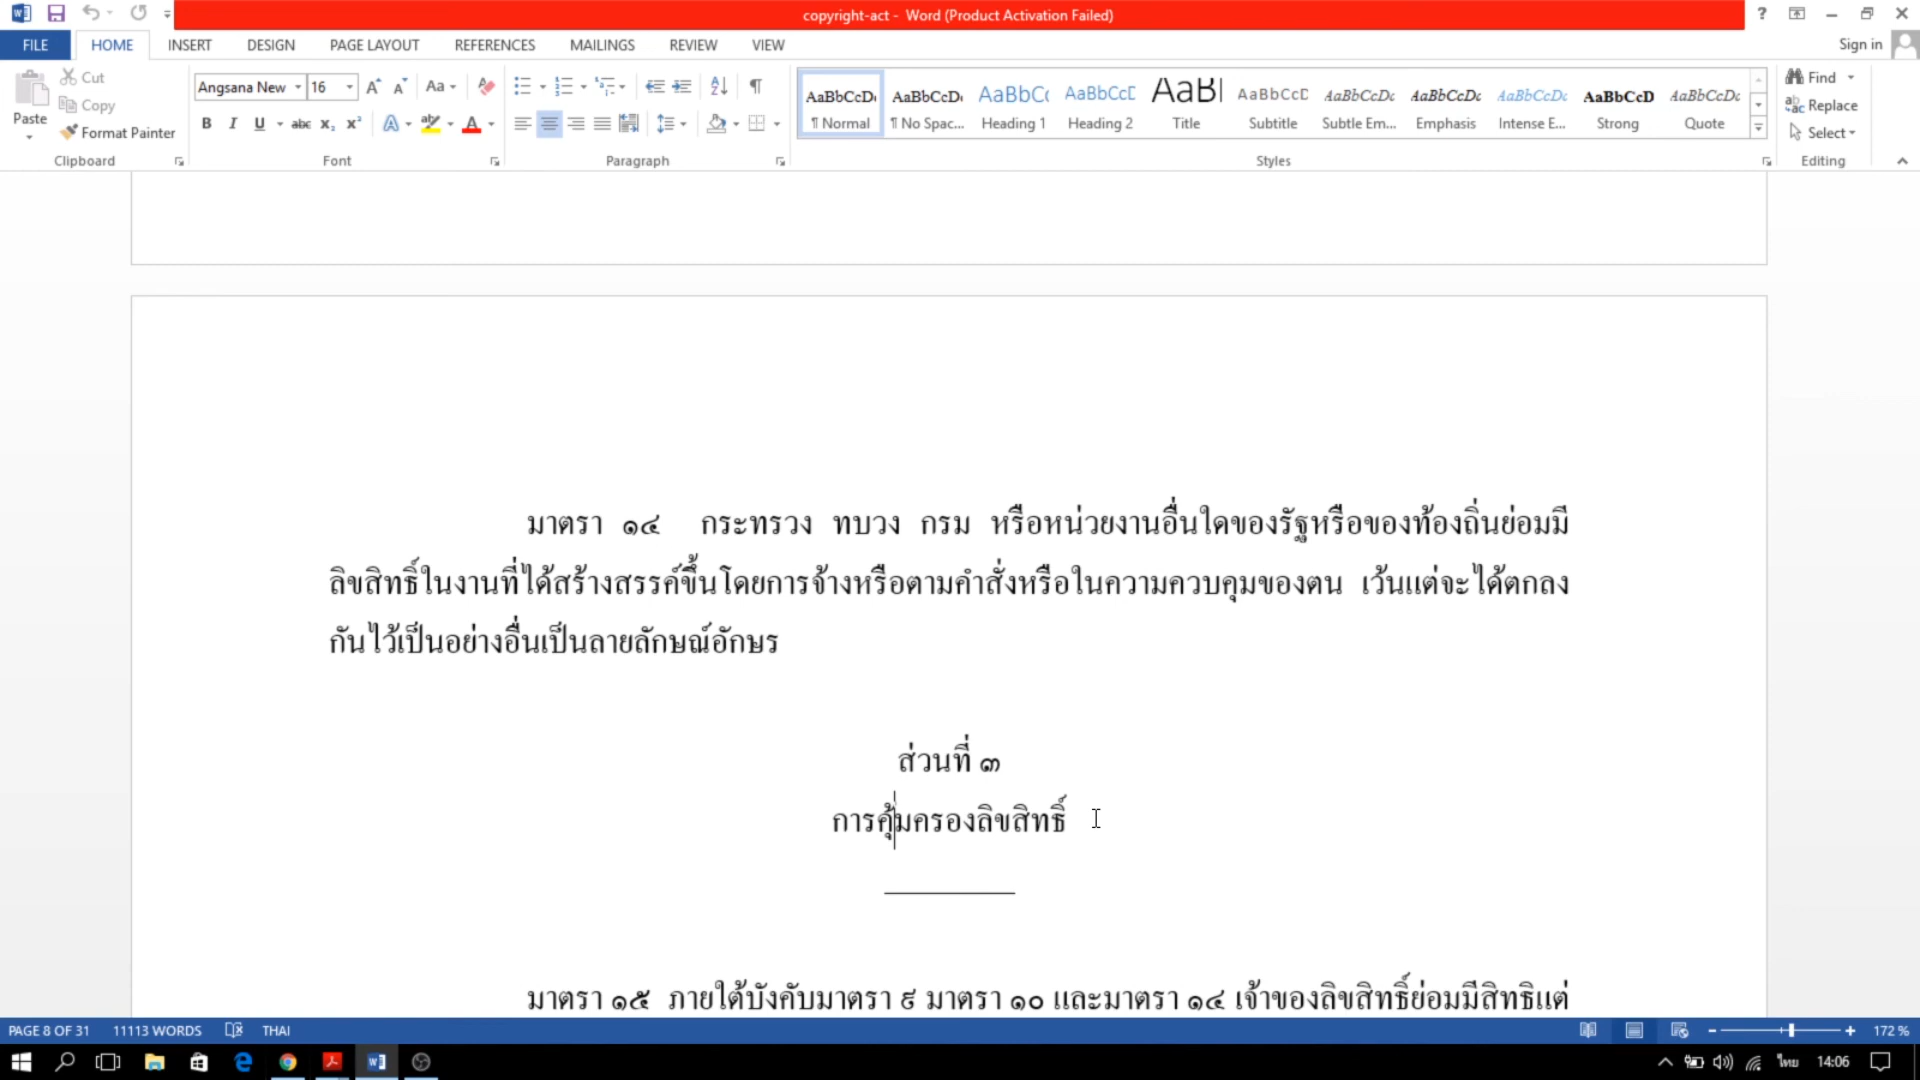 copyright-act - Word (Product Activation Failed)
Sign in
FILE HOME INSERT DESIGN PAGE LAYOUT REFERENCES MAILINGS REVIEW VIEW
Paste
Cut
Copy
Format Painter
Clipboard
Angsana New 16
Font
Paragraph
AaBbCcDc AaBbCcDc AaBbC( AaBbCcE AaBl AaBbCcD AaBbCcDc AaBbCcDc AaBbCcDc AaBbCcD AaBbCcDc
¶ Normal ¶ No Spac... Heading 1 Heading 2 Title Subtitle Subtle Em... Emphasis Intense E... Strong Quote
Styles
Find
Replace
Select
Editing
มาตรา ๑๔ กระทรวง ทบวง กรม หรือหน่วยงานอื่นใดของรัฐหรือของท้องถิ่นย่อมมี
ลิขสิทธิ์ในงานที่ได้สร้างสรรค์ขึ้นโดยการจ้างหรือตามคำสั่งหรือในความควบคุมของตน เว้นแต่จะได้ตกลง
กันไว้เป็นอย่างอื่นเป็นลายลักษณ์อักษร
ส่วนที่ ๓
การคุ้มครองลิขสิทธิ์
มาตรา ๑๕ ภายใต้บังคับมาตรา ๙ มาตรา ๑๐ และมาตรา ๑๔ เจ้าของลิขสิทธิ์ย่อมมีสิทธิแต่
PAGE 8 OF 31 11113 WORDS THAI 172 %
ไทย 14:06